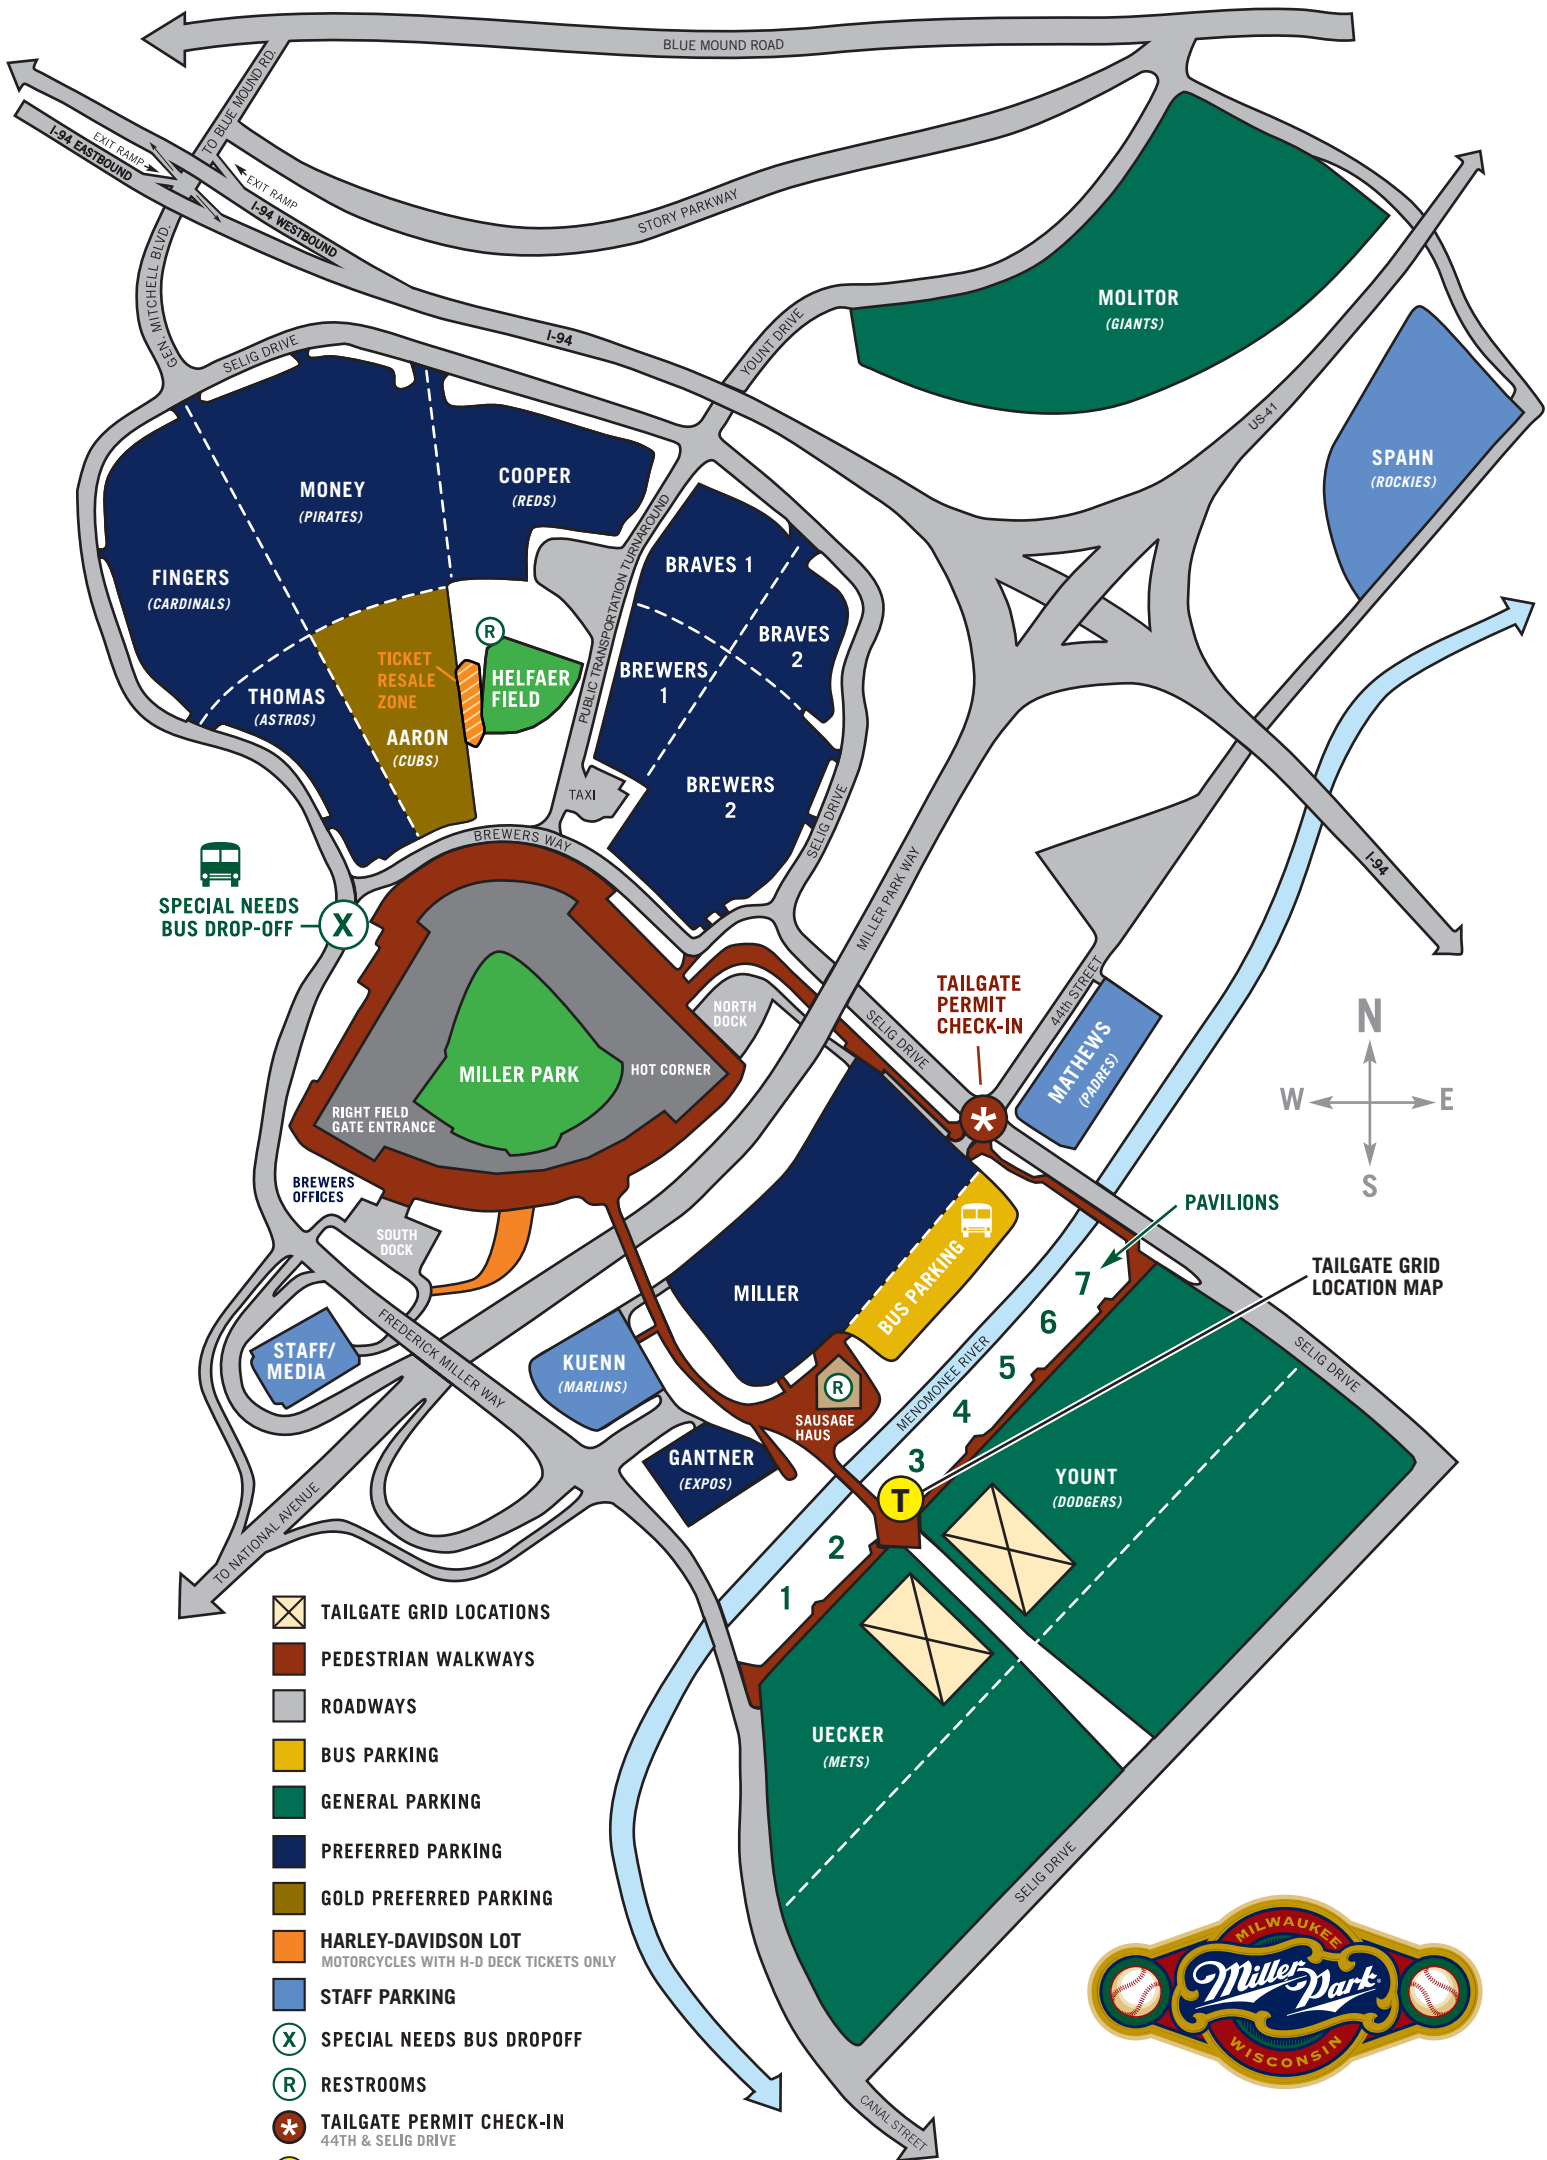 BLUE MOUND ROAD
TO BLUE MOUND RD.
I-94 EASTBOUND
EXIT RAMP
EXIT RAMP
I-94 WESTBOUND
STORY PARKWAY
GEN. MITCHELL BLVD.
SELIG DRIVE
I-94
YOUNT DRIVE
MOLITOR
(GIANTS)
US-41
SPAHN
(ROCKIES)
MONEY
(PIRATES)
COOPER
(REDS)
FINGERS
(CARDINALS)
PUBLIC TRANSPORTATION TURNAROUND
BRAVES 1
BRAVES
2
BREWERS
1
BREWERS
2
R
TICKET
RESALE
ZONE
HELFAER
FIELD
THOMAS
(ASTROS)
AARON
(CUBS)
TAXI
BREWERS WAY
SELIG DRIVE
MILLER PARK WAY
I-94
SPECIAL NEEDS
BUS DROP-OFF
X
NORTH
DOCK
SELIG DRIVE
TAILGATE
PERMIT
CHECK-IN
44th STREET
MATHEWS
(PADRES)
*
MILLER PARK
HOT CORNER
RIGHT FIELD
GATE ENTRANCE
N
W
E
S
BREWERS
OFFICES
SOUTH
DOCK
PAVILIONS
TAILGATE GRID
LOCATION MAP
MILLER
BUS PARKING
7
6
5
4
3
2
1
MENOMONEE RIVER
SELIG DRIVE
STAFF/
MEDIA
FREDERICK MILLER WAY
KUENN
(MARLINS)
R
SAUSAGE
HAUS
GANTNER
(EXPOS)
T
YOUNT
(DODGERS)
TO NATIONAL AVENUE
UECKER
(METS)
SELIG DRIVE
CANAL STREET
TAILGATE GRID LOCATIONS
PEDESTRIAN WALKWAYS
ROADWAYS
BUS PARKING
GENERAL PARKING
PREFERRED PARKING
GOLD PREFERRED PARKING
HARLEY-DAVIDSON LOT
MOTORCYCLES WITH H-D DECK TICKETS ONLY
STAFF PARKING
X SPECIAL NEEDS BUS DROPOFF
R RESTROOMS
* TAILGATE PERMIT CHECK-IN
44TH & SELIG DRIVE
MILWAUKEE
Miller Park
WISCONSIN